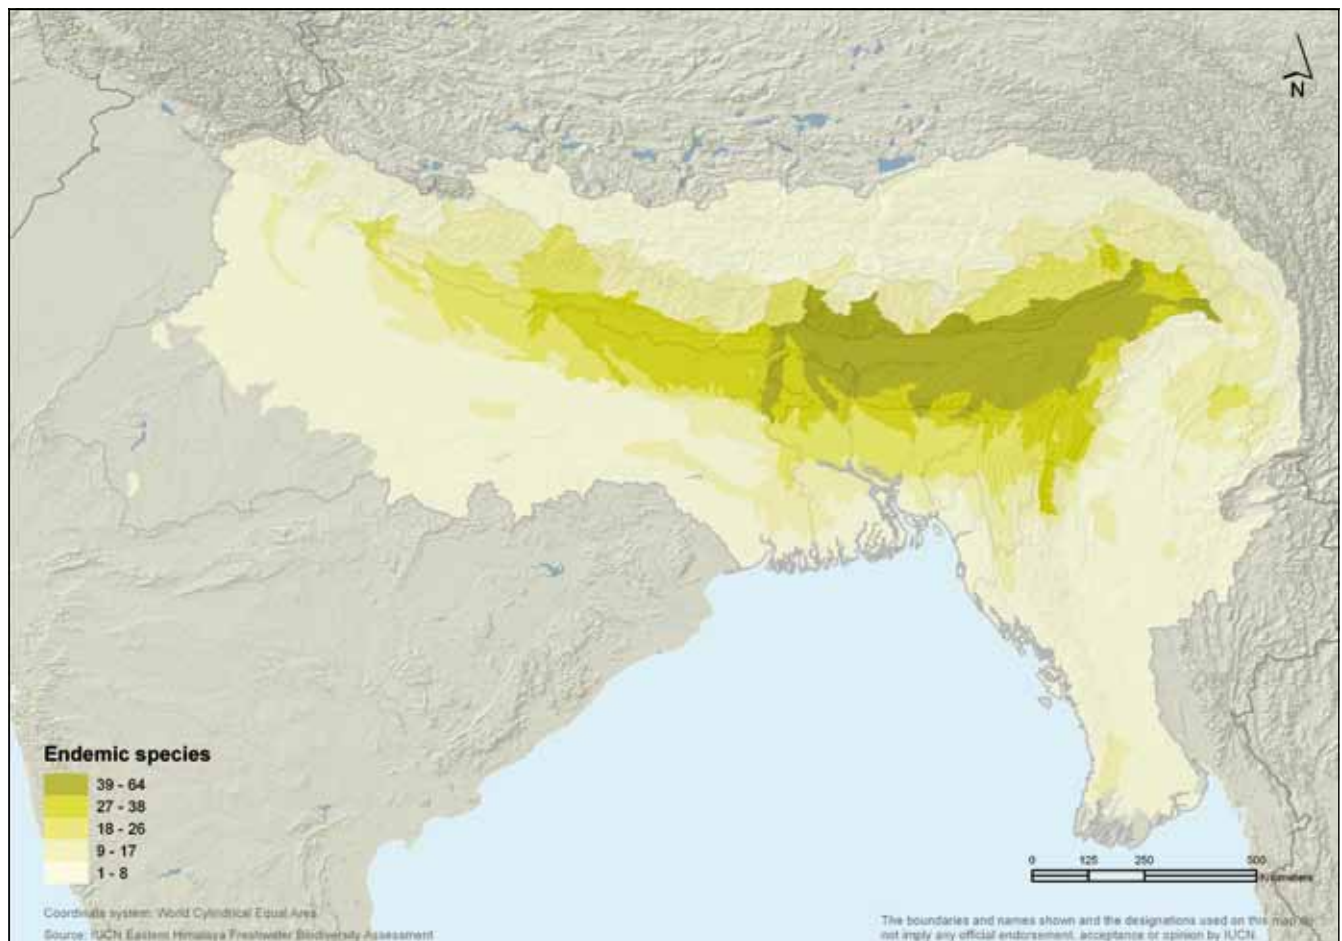 N
Endemic species
39 - 64
27 - 38
18 - 26
9 - 17
1 - 8
0 125 250 500
Kilometers
Coordinate system: World Cylindrical Equal Area
Source: IUCN Eastern Himalaya Freshwater Biodiversity Assessment
The boundaries and names shown and the designations used on this map do
not imply any official endorsement, acceptance or opinion by IUCN.